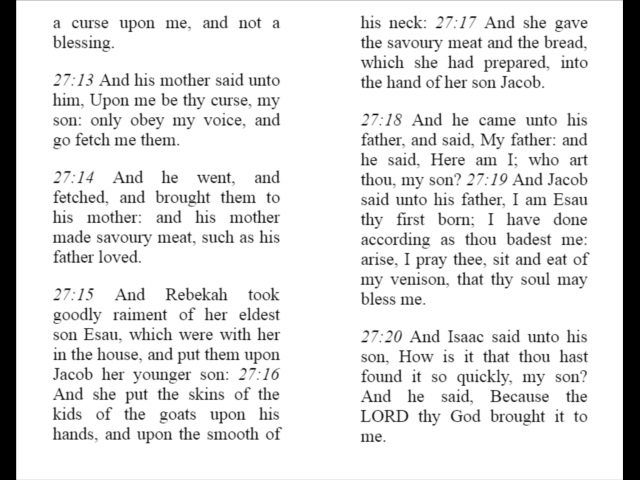 a curse upon me, and not a
blessing.
27:13 And his mother said unto
him, Upon me be thy curse, my
son: only obey my voice, and
go fetch me them.
27:14 And he went, and
fetched, and brought them to
his mother: and his mother
made savoury meat, such as his
father loved.
27:15 And Rebekah took
goodly raiment of her eldest
son Esau, which were with her
in the house, and put them upon
Jacob her younger son: 27:16
And she put the skins of the
kids of the goats upon his
hands, and upon the smooth of
his neck: 27:17 And she gave
the savoury meat and the bread,
which she had prepared, into
the hand of her son Jacob.
27:18 And he came unto his
father, and said, My father: and
he said, Here am I; who art
thou, my son? 27:19 And Jacob
said unto his father, I am Esau
thy first born; I have done
according as thou badest me:
arise, I pray thee, sit and eat of
my venison, that thy soul may
bless me.
27:20 And Isaac said unto his
son, How is it that thou hast
found it so quickly, my son?
And he said, Because the
LORD thy God brought it to
me.